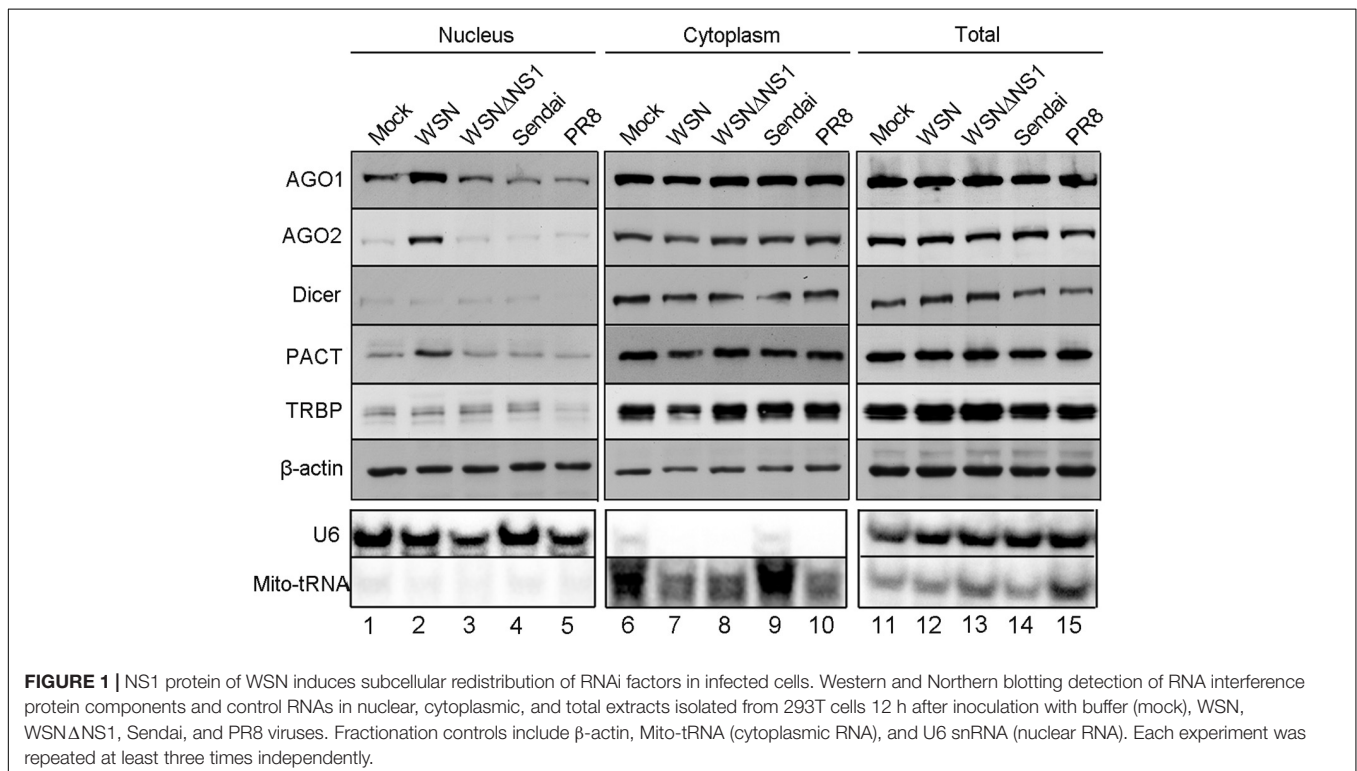 Nucleus Cytoplasm Total
Mock WSN WSNΔNS1 Sendai PR8 Mock WSN WSNΔNS1 Sendai PR8 Mock WSN WSNΔNS1 Sendai PR8
AGO1
AGO2
Dicer
PACT
TRBP
β-actin
U6
Mito-tRNA
1 2 3 4 5 6 7 8 9 10 11 12 13 14 15
FIGURE 1 | NS1 protein of WSN induces subcellular redistribution of RNAi factors in infected cells. Western and Northern blotting detection of RNA interference
protein components and control RNAs in nuclear, cytoplasmic, and total extracts isolated from 293T cells 12 h after inoculation with buffer (mock), WSN,
WSNΔNS1, Sendai, and PR8 viruses. Fractionation controls include β-actin, Mito-tRNA (cytoplasmic RNA), and U6 snRNA (nuclear RNA). Each experiment was
repeated at least three times independently.